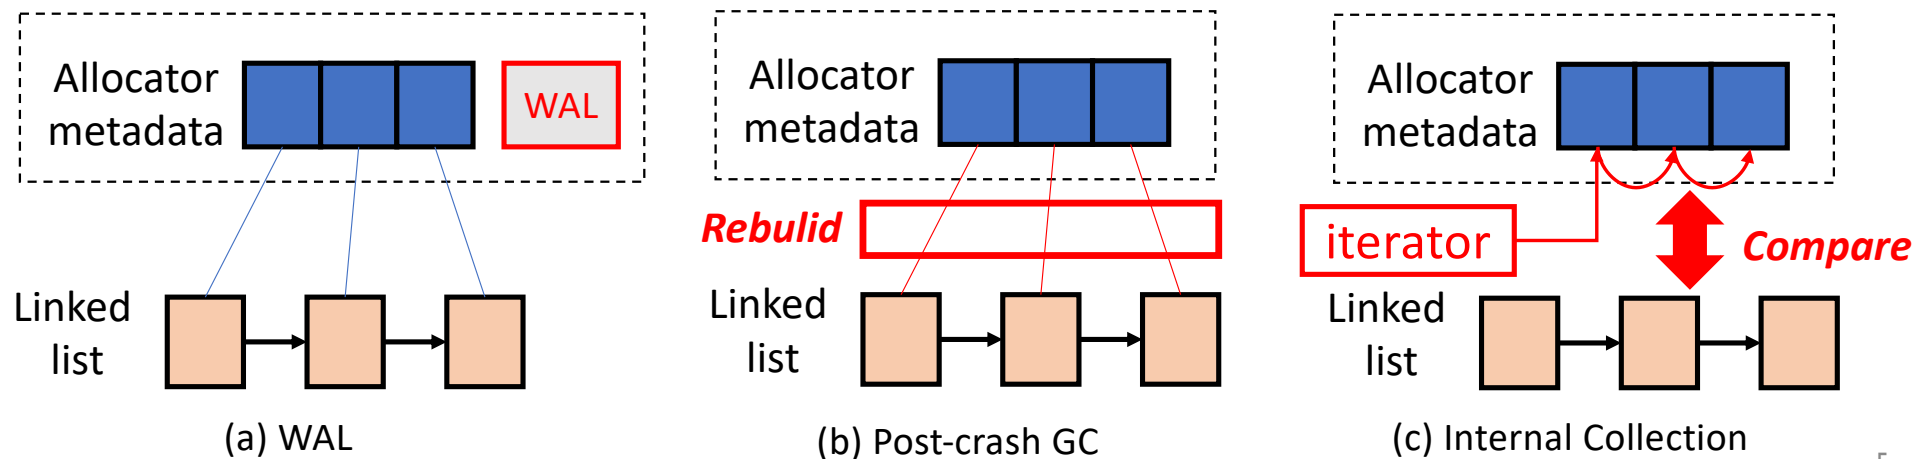 Allocator
metadata
WAL
Linked
list
(a) WAL
Allocator
metadata
Rebulid
Linked
list
(b) Post-crash GC
Allocator
metadata
iterator
Compare
Linked
list
(c) Internal Collection